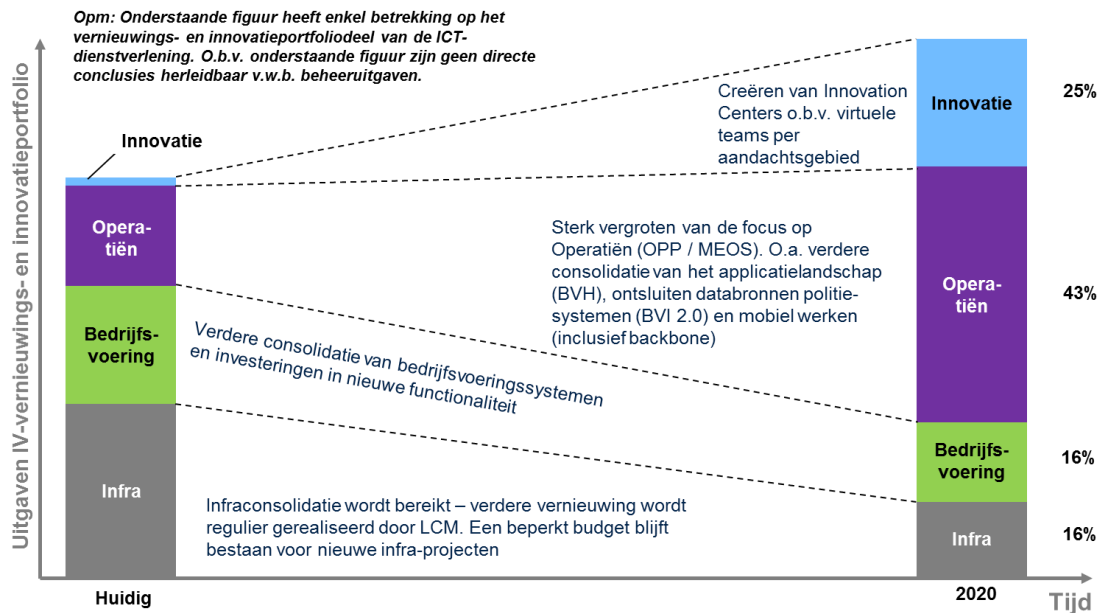 Opm: Onderstaande figuur heeft enkel betrekking op het
vernieuwings- en innovatieportfoliodeel van de ICT-
dienstverlening. O.b.v. onderstaande figuur zijn geen directe
conclusies herleidbaar v.w.b. beheeruitgaven.
Uitgaven IV-vernieuwings- en innovatieportfolio
Innovatie
Opera-
tiën
Bedrijfs-
voering
Infra
Huidig
Creëren van Innovation
Centers o.b.v. virtuele
teams per
aandachtsgebied
Sterk vergroten van de focus op
Operatiën (OPP / MEOS). O.a. verdere
consolidatie van het applicatielandschap
(BVH), ontsluiten databronnen politie-
systemen (BVI 2.0) en mobiel werken
(inclusief backbone)
Verdere consolidatie van bedrijfsvoeringssystemen
en investeringen in nieuwe functionaliteit
Infraconsolidatie wordt bereikt – verdere vernieuwing wordt
regulier gerealiseerd door LCM. Een beperkt budget blijft
bestaan voor nieuwe infra-projecten
Innovatie
25%
Opera-
tiën
43%
Bedrijfs-
voering
16%
Infra
16%
2020
Tijd